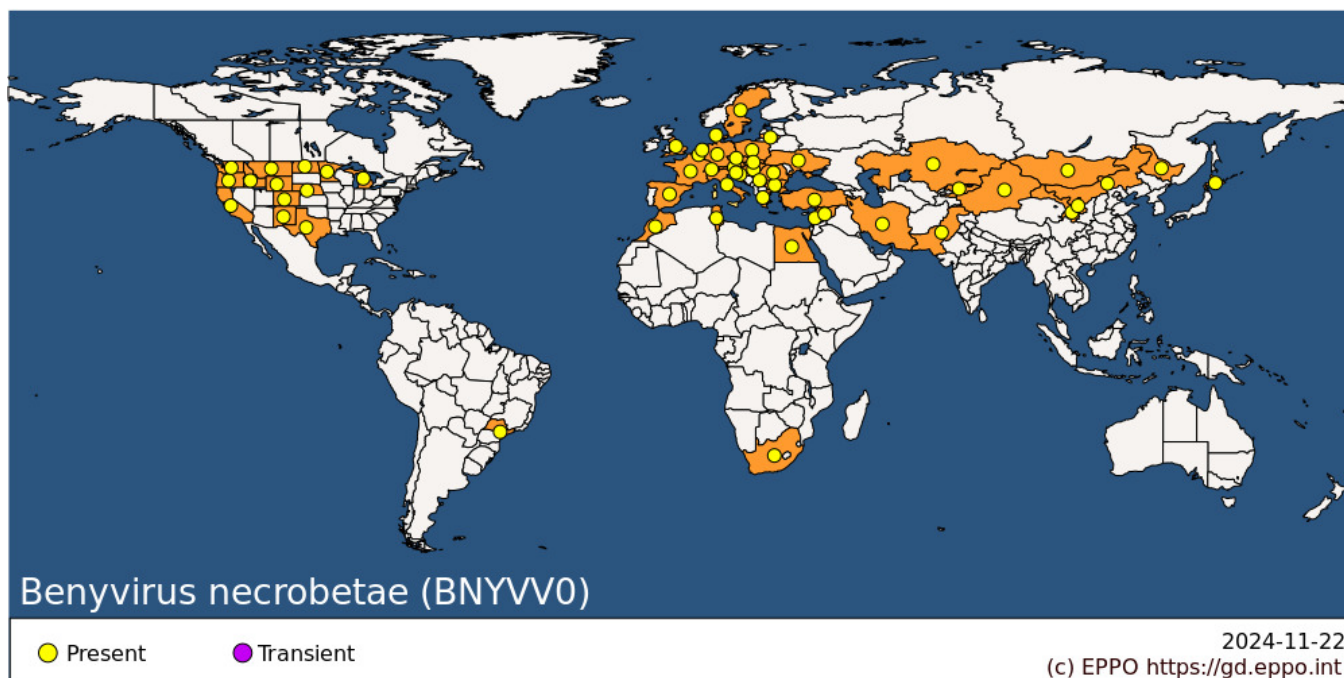 Benyvirus necrobetae (BNYVV0)
Present
Transient
2024-11-22
(c) EPPO https://gd.eppo.int